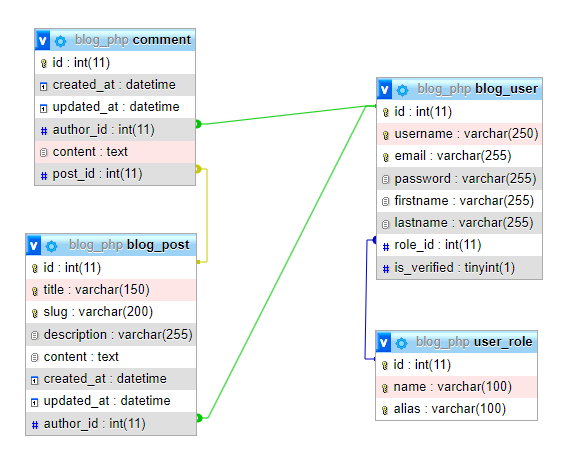 blog_php comment
id : int(11)
created_at : datetime
updated_at : datetime
author_id : int(11)
content : text
post_id : int(11)
blog_php blog_post
id : int(11)
title : varchar(150)
slug : varchar(200)
description : varchar(255)
content : text
created_at : datetime
updated_at : datetime
author_id : int(11)
blog_php blog_user
id : int(11)
username : varchar(250)
email : varchar(255)
password : varchar(255)
firstname : varchar(255)
lastname : varchar(255)
role_id : int(11)
is_verified : tinyint(1)
blog_php user_role
id : int(11)
name : varchar(100)
alias : varchar(100)